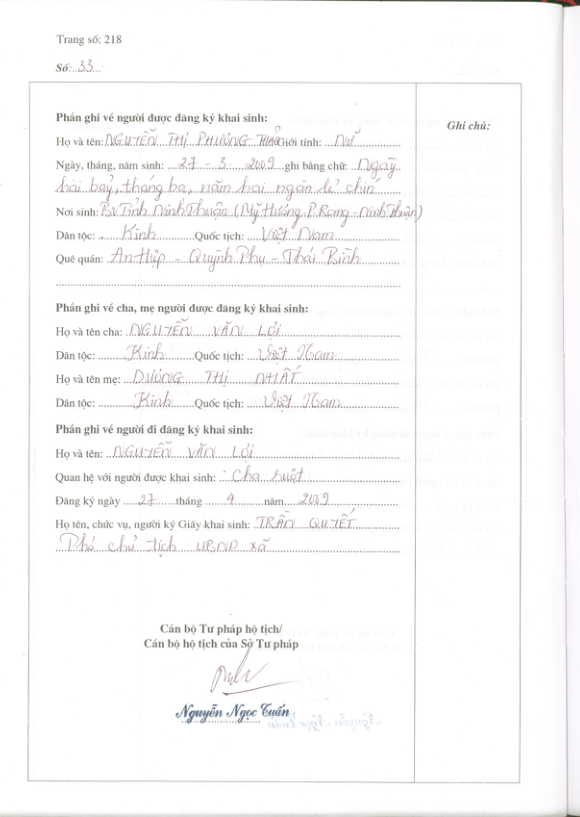 Trang số: 218
Số: 33
Phần ghi về người được đăng ký khai sinh:
Ghi chú:
Họ và tên: NGUYỄN THỊ PHƯƠNG THẢO Giới tính: Nữ
Ngày, tháng, năm sinh: 27 - 3 - 2009 ghi bằng chữ: Ngày
hai bảy, tháng ba, năm hai ngàn lẻ chín
Nơi sinh: Bv Tỉnh Ninh Thuận (Mỹ Hương P. Rang - Ninh Thuận)
Dân tộc: Kinh Quốc tịch: Việt Nam
Quê quán: An Hiệp - Quỳnh Phụ - Thái Bình
Phần ghi về cha, mẹ người được đăng ký khai sinh:
Họ và tên cha: NGUYỄN VĂN LỢI
Dân tộc: Kinh Quốc tịch: Việt Nam
Họ và tên mẹ: DƯƠNG THỊ NHẤT
Dân tộc: Kinh Quốc tịch: Việt Nam
Phần ghi về người đi đăng ký khai sinh:
Họ và tên: NGUYỄN VĂN LỢI
Quan hệ với người được khai sinh: Cha ruột
Đăng ký ngày 27 tháng 4 năm 2009
Họ tên, chức vụ, người ký Giấy khai sinh: TRẦN QUYẾT
Phó chủ tịch UBND xã
Cán bộ Tư pháp hộ tịch/
Cán bộ hộ tịch của Sở Tư pháp
Nguyễn Ngọc Tuấn